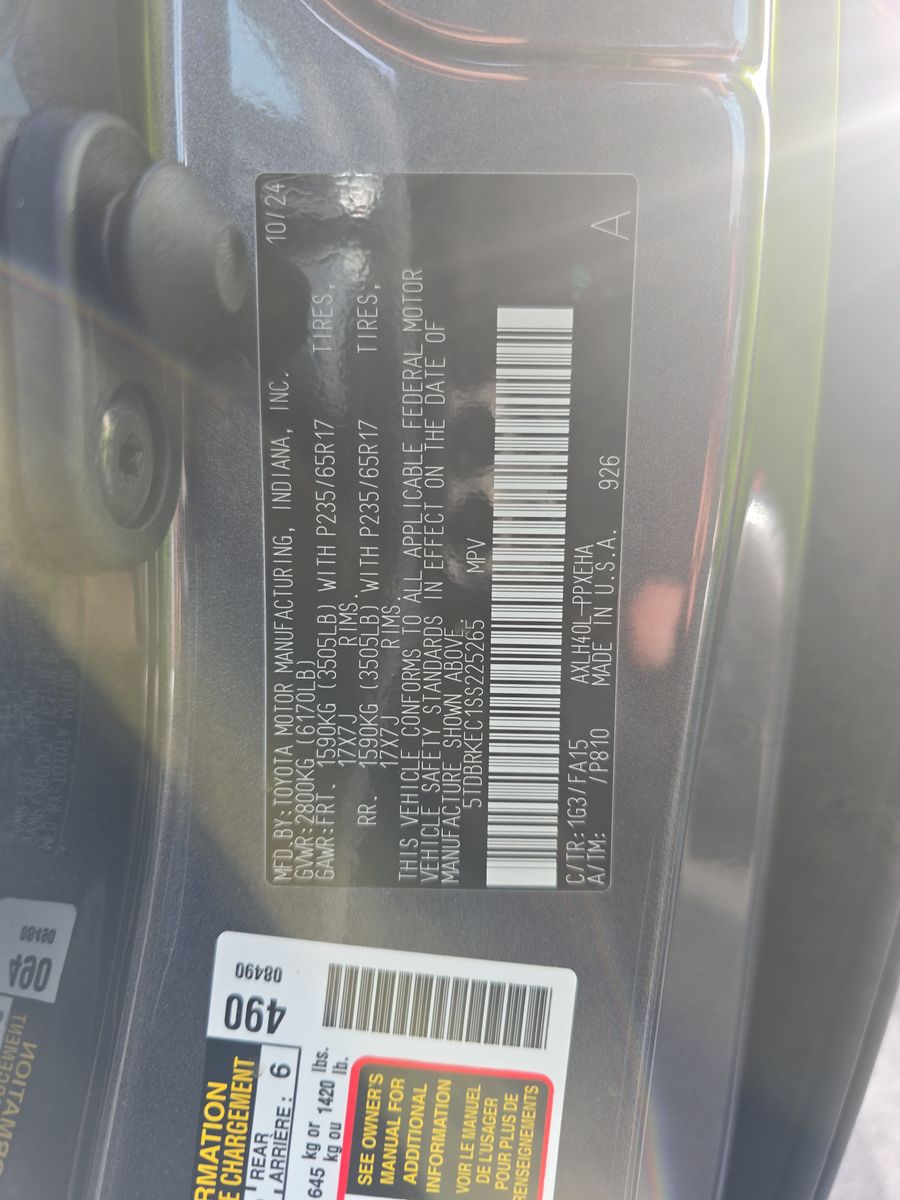 MFD.BY:TOYOTA MOTOR MANUFACTURING, INDIANA, INC. 10/24
GVWR:2800KG (6170LB)
GAWR:FRT. 1590KG (3505LB) WITH P235/65R17 TIRES,
17X7J RIMS.
RR. 1590KG (3505LB) WITH P235/65R17 TIRES,
17X7J RIMS.
THIS VEHICLE CONFORMS TO ALL APPLICABLE FEDERAL MOTOR
VEHICLE SAFETY STANDARDS IN EFFECT ON THE DATE OF
MANUFACTURE SHOWN ABOVE.
5TDBRKEC1SS225265 MPV
C/TR:1G3/FA15 AXLH40L-PPXEHA
A/TM: /P810 MADE IN U.S.A. 926
A
08490
490
RMATION
E CHARGEMENT
REAR
ARRIÈRE: 6
645 kg or 1420 lbs.
kg ou lb.
SEE OWNER'S
MANUAL FOR
ADDITIONAL
INFORMATION
VOIR LE MANUEL
DE L'USAGER
POUR PLUS DE
RENSEIGNEMENTS